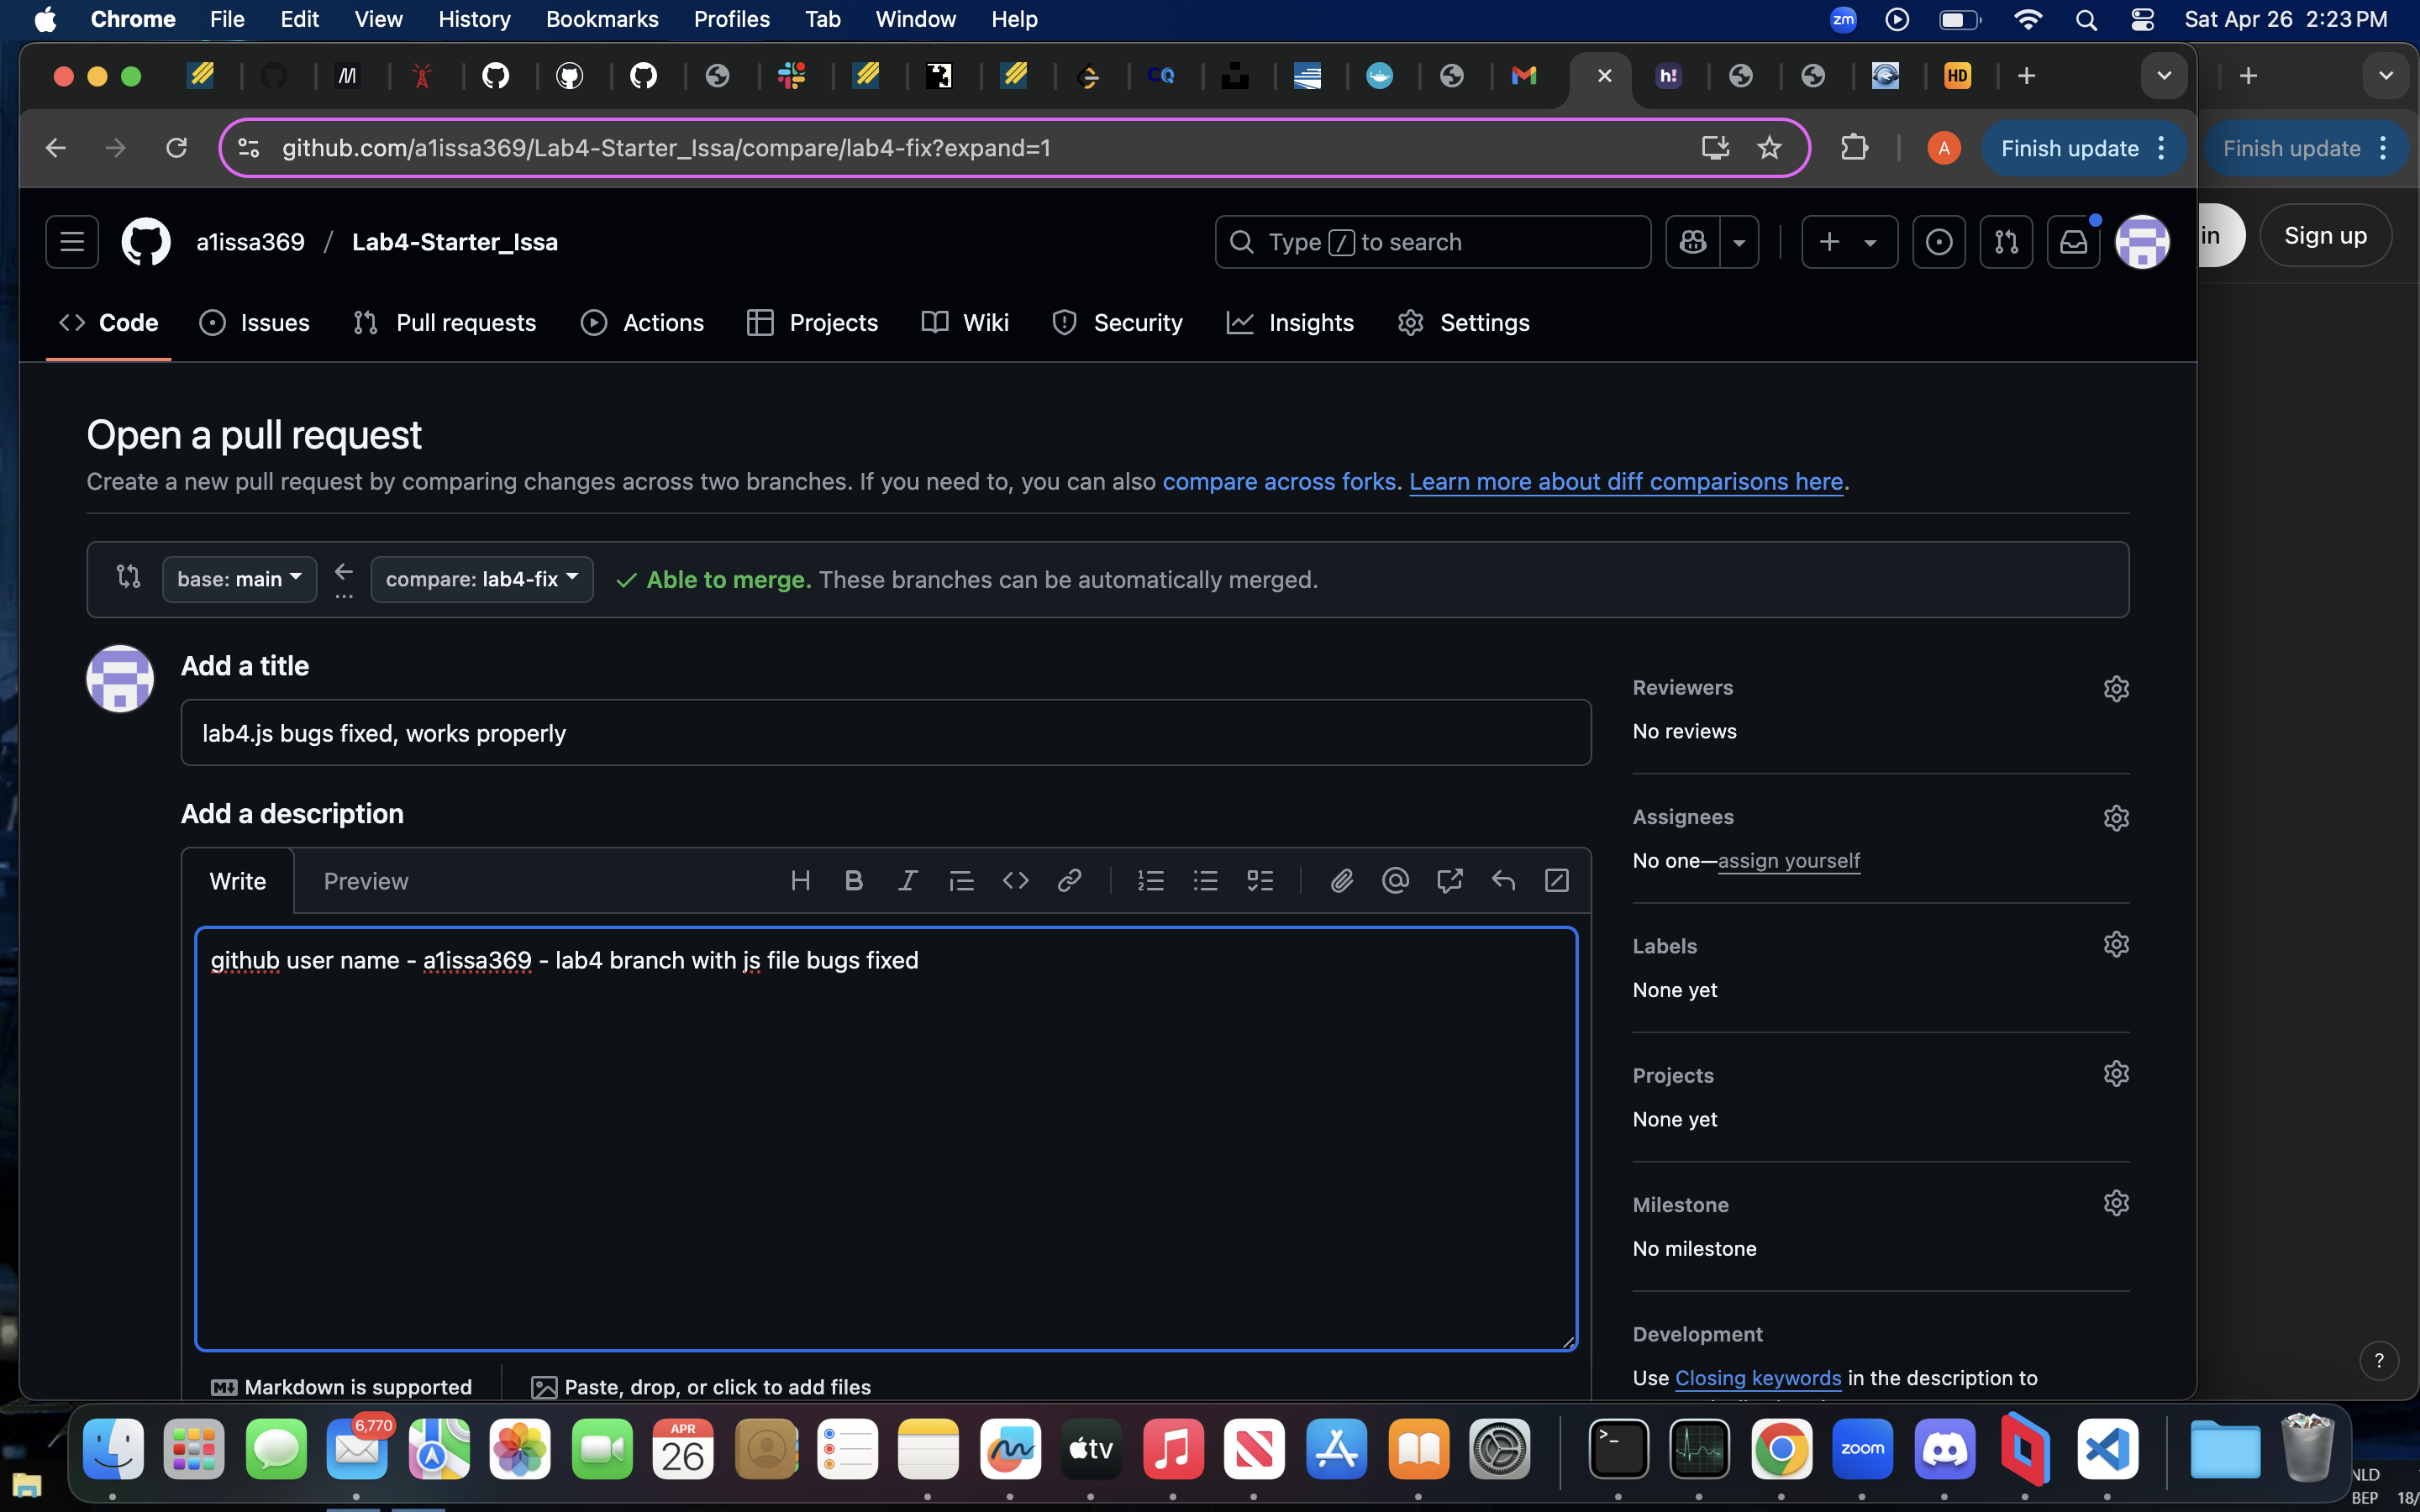 Chrome File Edit View History Bookmarks Profiles Tab Window Help
zm
Sat Apr 26 2:23 PM
CQ
h!
HD
github.com/a1issa369/Lab4-Starter_Issa/compare/lab4-fix?expand=1
A
Finish update
Finish update
a1issa369 / Lab4-Starter_Issa
Type / to search
in
Sign up
Code Issues Pull requests Actions Projects Wiki Security Insights Settings
Open a pull request
Create a new pull request by comparing changes across two branches. If you need to, you can also compare across forks. Learn more about diff comparisons here.
base: main
compare: lab4-fix
Able to merge. These branches can be automatically merged.
Add a title
lab4.js bugs fixed, works properly
Add a description
Write
Preview
github user name - a1issa369 - lab4 branch with js file bugs fixed
Markdown is supported
Paste, drop, or click to add files
Reviewers
No reviews
Assignees
No one—assign yourself
Labels
None yet
Projects
None yet
Milestone
No milestone
Development
Use Closing keywords in the description to
?
6,770
APR
26
tv
zoom
NLD
BEP
18/